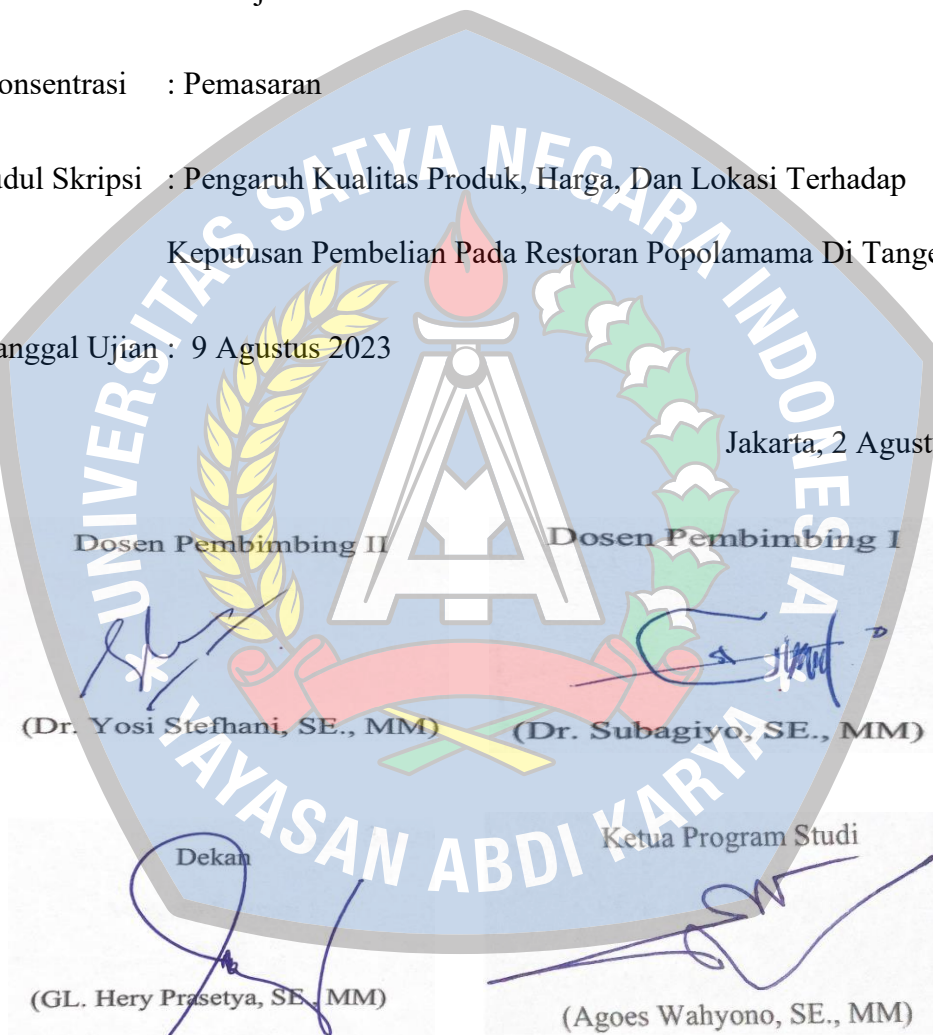 onsentrasi : Pemasaran
udul Skripsi : Pengaruh Kualitas Produk, Harga, Dan Lokasi Terhadap
Keputusan Pembelian Pada Restoran Popolamama Di Tange
anggal Ujian : 9 Agustus 2023
Jakarta, 2 Agust
Dosen Pembimbing II
Dosen Pembimbing I
(Dr. Yosi Stefhani, SE., MM)
(Dr. Subagiyo, SE., MM)
Dekan
Ketua Program Studi
(GL. Hery Prasetya, SE., MM)
(Agoes Wahyono, SE., MM)
UNIVERSITAS SATYA NEGARA INDONESIA
* YAYASAN ABDI KARYA *